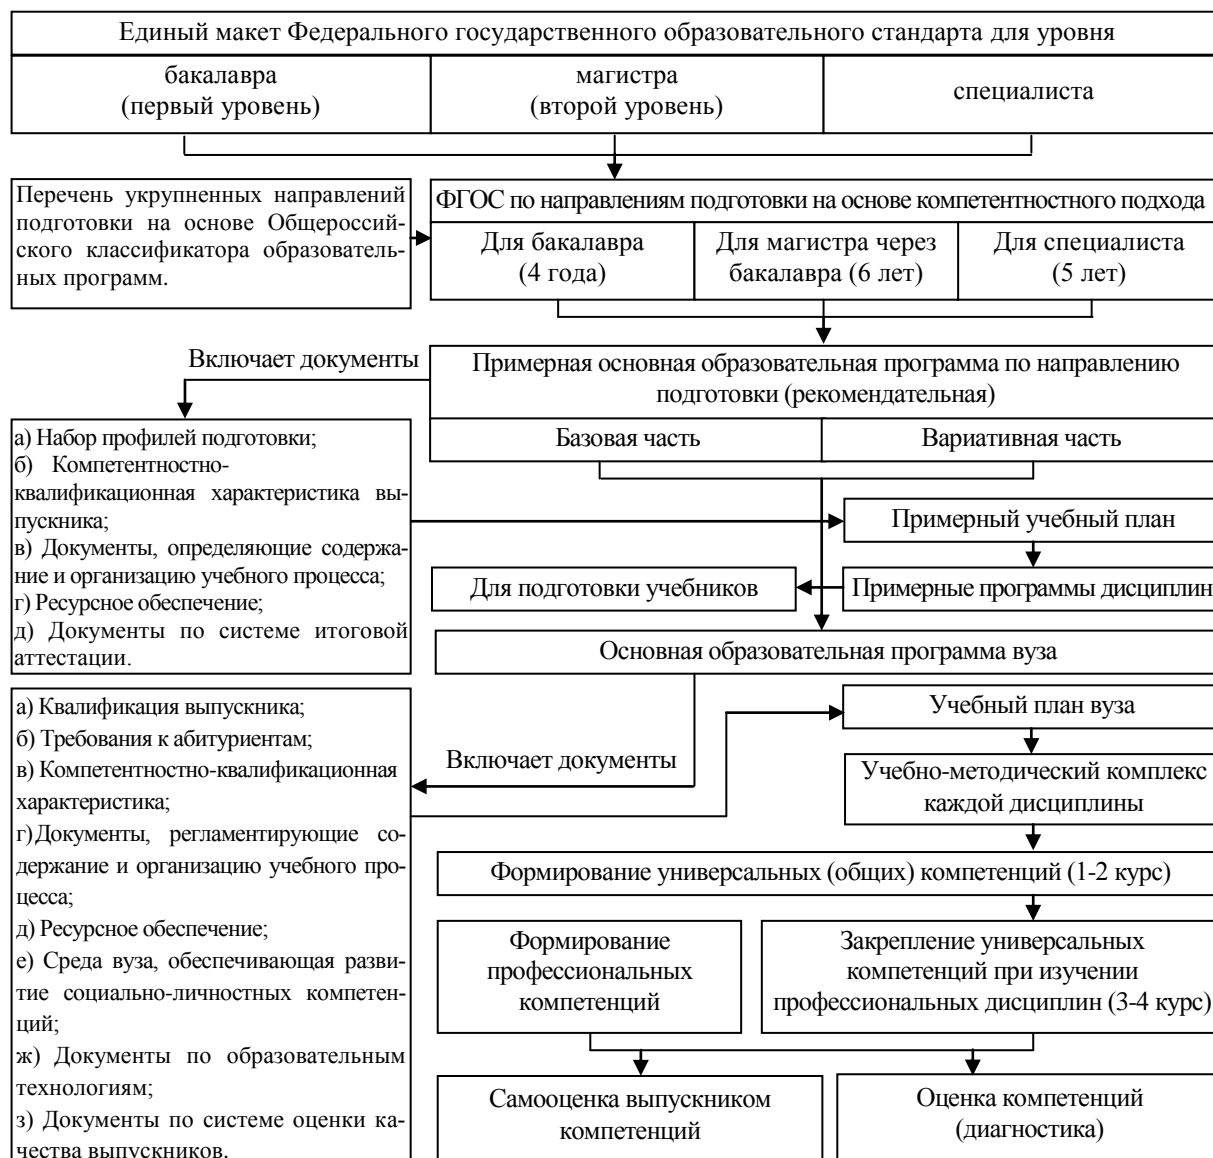 Единый макет Федерального государственного образовательного стандарта для уровня
бакалавра
(первый уровень)
магистра
(второй уровень)
специалиста
Перечень укрупненных направлений
подготовки на основе Общероссий-
ского классификатора образователь-
ных программ.
ФГОС по направлениям подготовки на основе компетентностного подхода
Для бакалавра
(4 года)
Для магистра через
бакалавра (6 лет)
Для специалиста
(5 лет)
Включает документы
Примерная основная образовательная программа по направлению
подготовки (рекомендательная)
Базовая часть
Вариативная часть
а) Набор профилей подготовки;
б) Компетентностно-
квалификационная характеристика вы-
пускника;
в) Документы, определяющие содержа-
ние и организацию учебного процесса;
г) Ресурсное обеспечение;
д) Документы по системе итоговой
аттестации.
Примерный учебный план
Для подготовки учебников
Примерные программы дисциплин
Основная образовательная программа вуза
а) Квалификация выпускника;
б) Требования к абитуриентам;
в) Компетентностно-квалификационная
характеристика;
г) Документы, регламентирующие со-
держание и организацию учебного про-
цесса;
д) Ресурсное обеспечение;
е) Среда вуза, обеспечивающая разви-
тие социально-личностных компетен-
ций;
ж) Документы по образовательным
технологиям;
з) Документы по системе оценки ка-
чества выпускников.
Включает документы
Учебный план вуза
Учебно-методический комплекс
каждой дисциплины
Формирование универсальных (общих) компетенций (1-2 курс)
Формирование
профессиональных
компетенций
Закрепление универсальных
компетенций при изучении
профессиональных дисциплин (3-4 курс)
Самооценка выпускником
компетенций
Оценка компетенций
(диагностика)